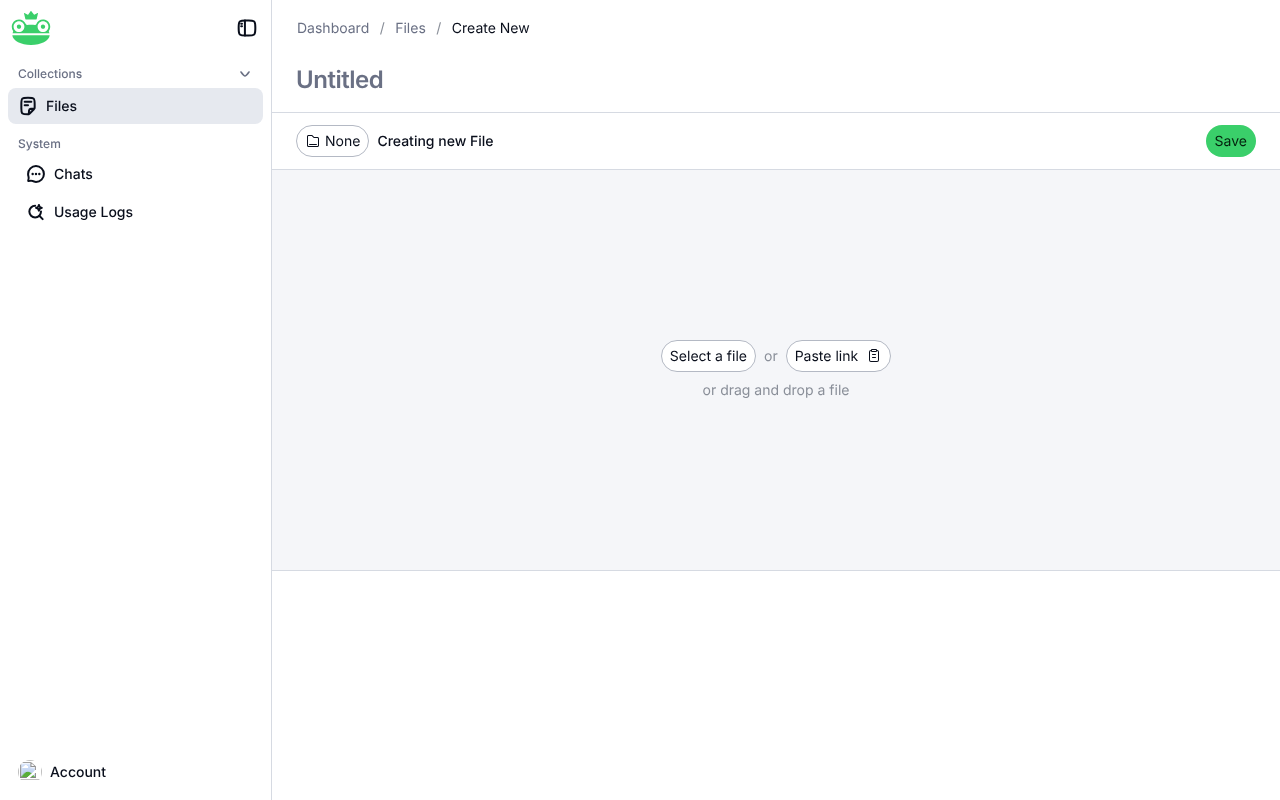 Collections
Files
System
Chats
Usage Logs
Account
Dashboard / Files / Create New
Untitled
None Creating new File Save
Select a file or Paste link
or drag and drop a file